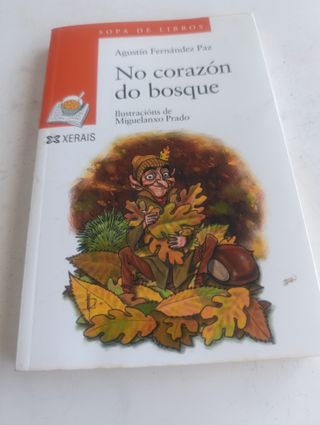 SOPA DE LIBROS
Agustín Fernández Paz
No corazón
do bosque
Ilustracións de
Miguelanxo Prado
XERAIS